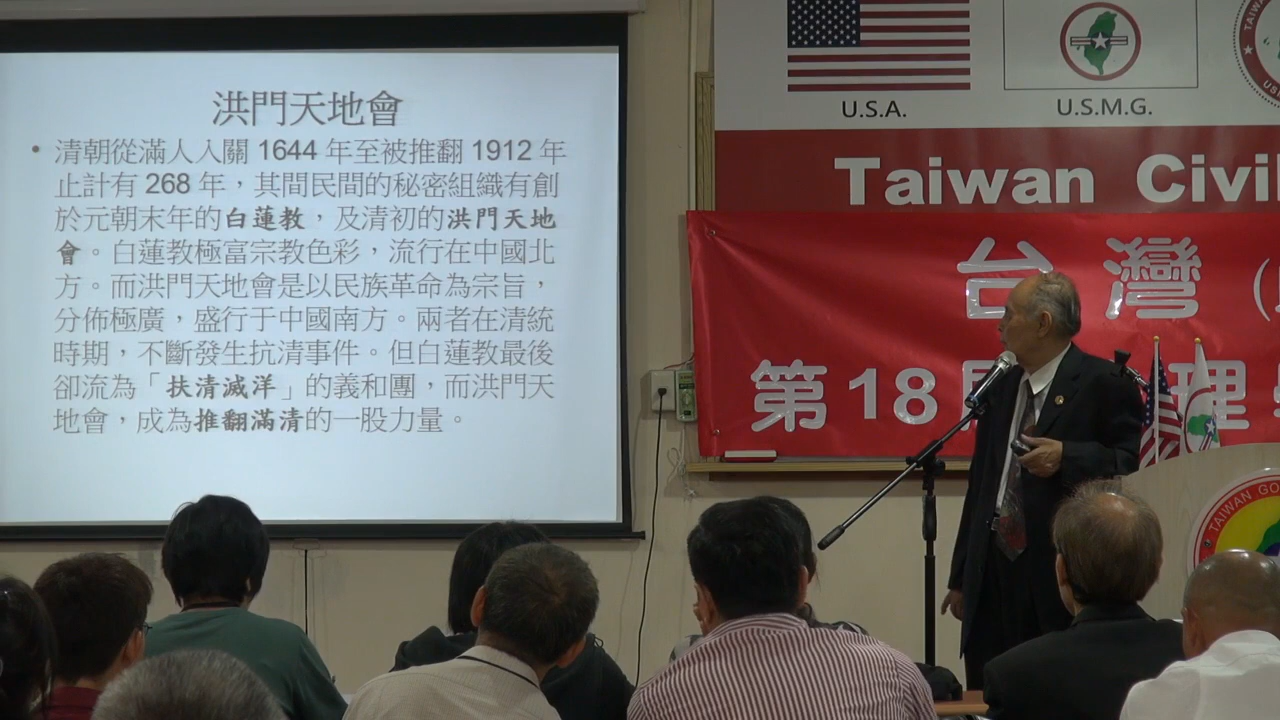 洪門天地會
• 清朝從滿人入關 1644 年至被推翻 1912 年
止計有 268 年，其間民間的秘密組織有創
於元朝末年的白蓮教，及清初的洪門天地
會。白蓮教極富宗教色彩，流行在中國北
方。而洪門天地會是以民族革命為宗旨，
分佈極廣，盛行于中國南方。兩者在清統
時期，不斷發生抗清事件。但白蓮教最後
卻流為「扶清滅洋」的義和團，而洪門天
地會，成為推翻滿清的一股力量。
U.S.A.
U.S.M.G.
Taiwan Civil
台灣
第18
理
TAIWAN GO